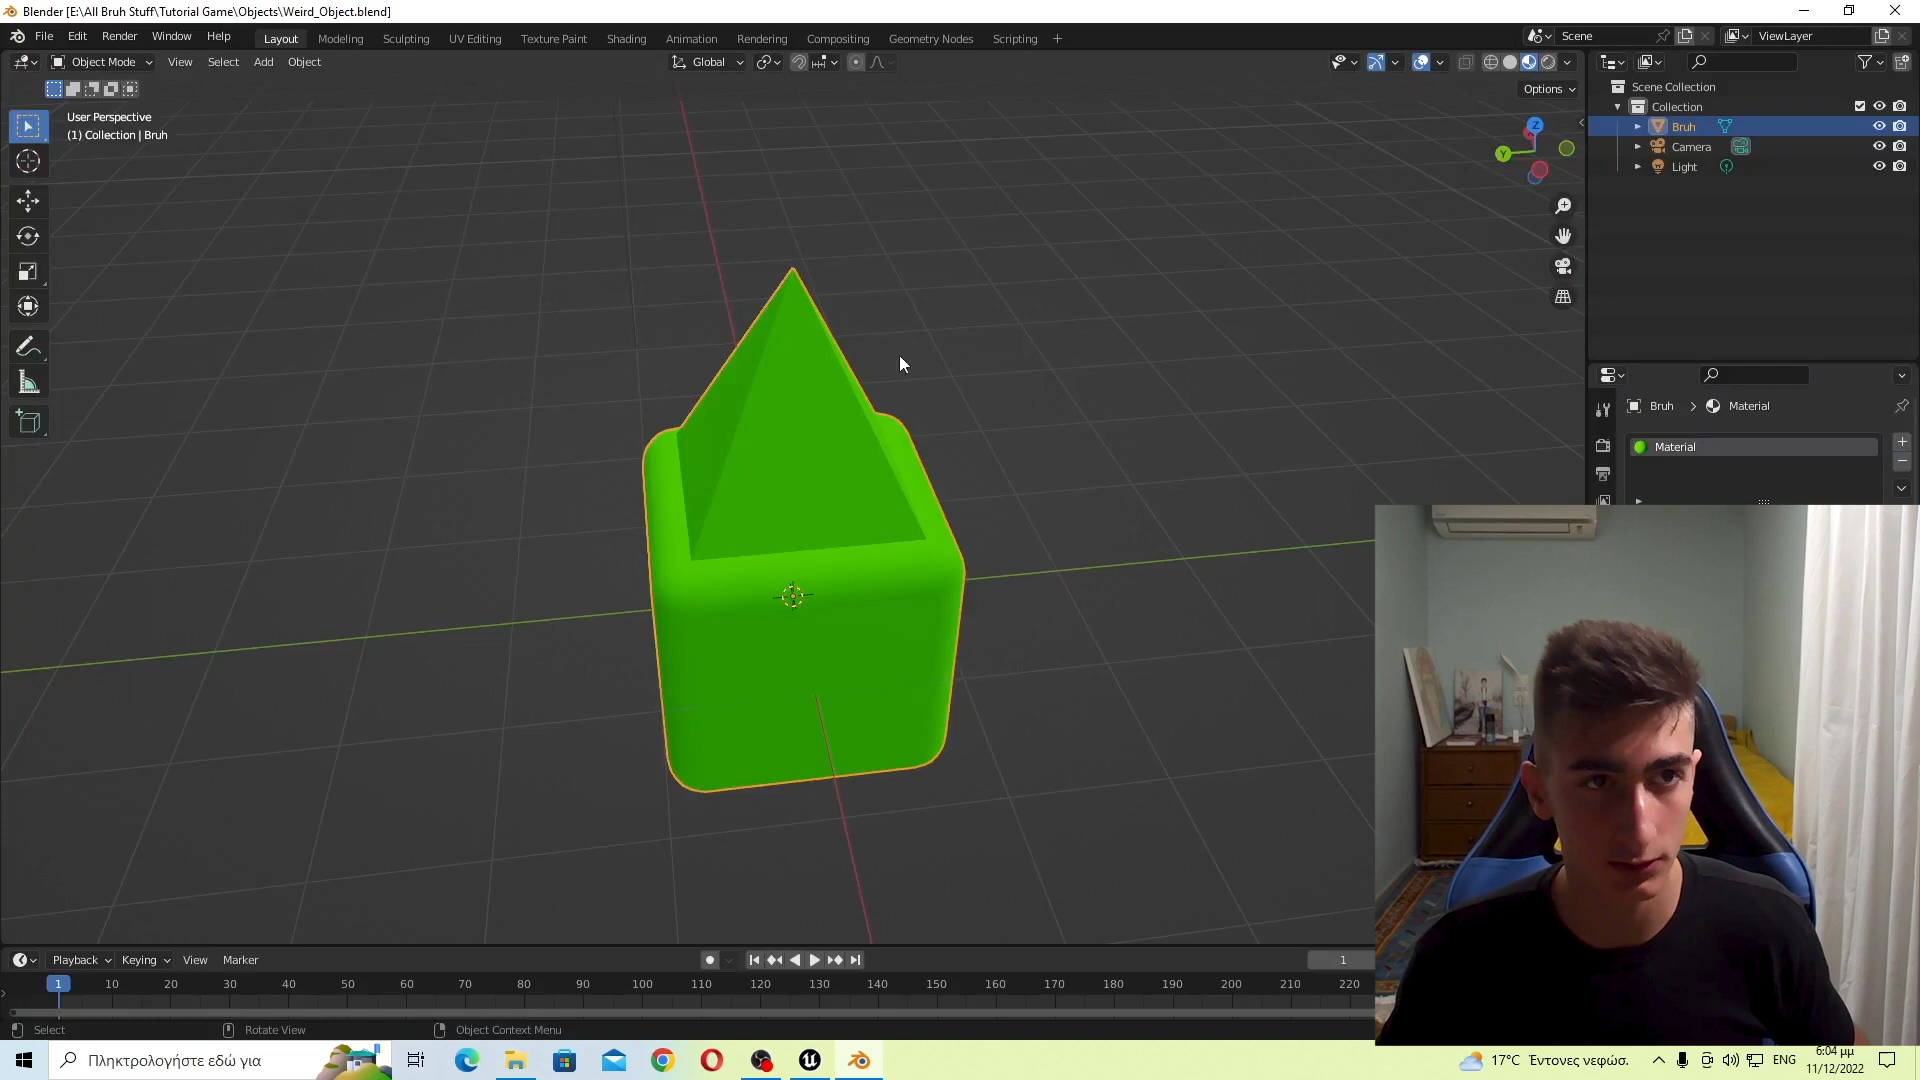 Blender [E:\All Bruh Stuff\Tutorial Game\Objects\Weird_Object.blend]
File Edit Render Window Help Layout Modeling Sculpting UV Editing Texture Paint Shading Animation Rendering Compositing Geometry Nodes Scripting + Scene ViewLayer
Object Mode View Select Add Object Global
Options
User Perspective
(1) Collection | Bruh
Z
Y
Scene Collection
Collection
Bruh
Camera
Light
Bruh > Material
Material
Playback Keying View Marker 1
1 10 20 30 40 50 60 70 80 90 100 110 120 130 140 150 160 170 180 190 200 210 220
Select Rotate View Object Context Menu
Πληκτρολογήστε εδώ για
17°C Έντονες νεφώσ. ENG
6:04 μμ
11/12/2022